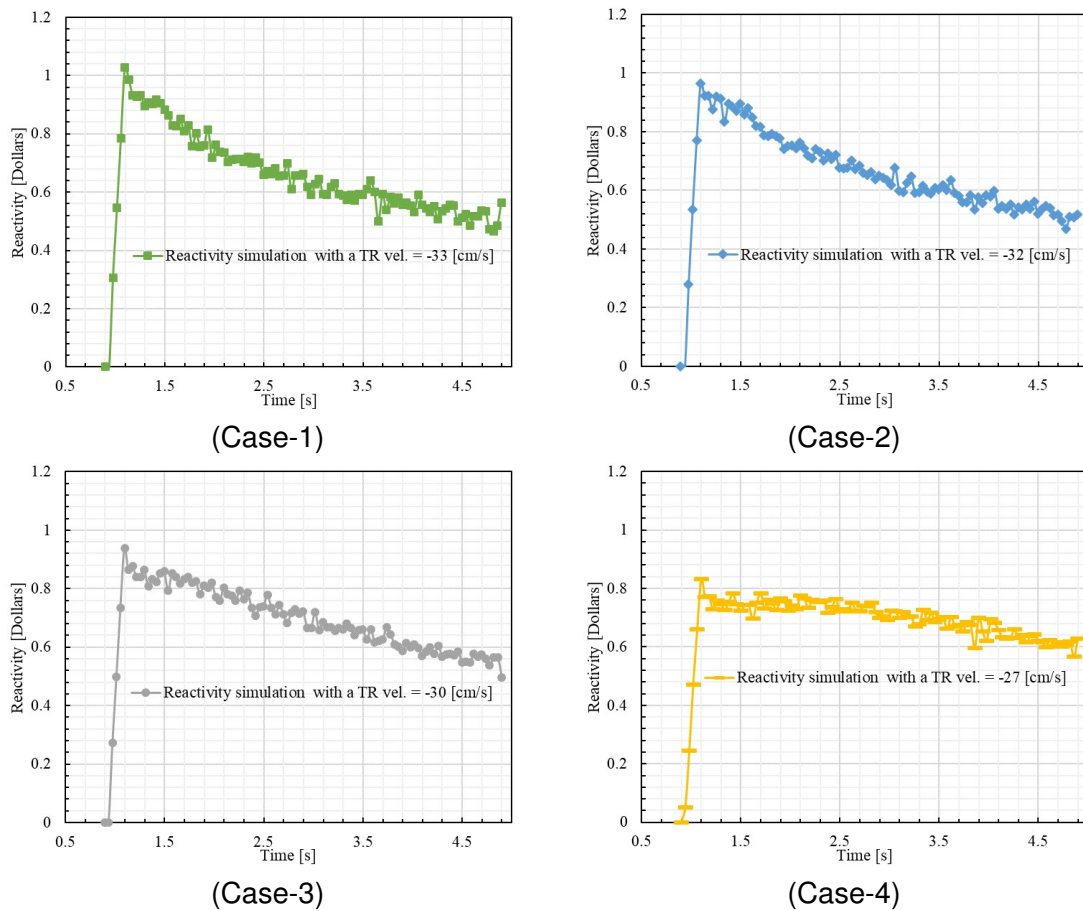 1.2
1
0.8
0.6
0.4
0.2
0
Reactivity [Dollars]
Reactivity simulation with a TR vel. = -33 [cm/s]
0.5 1.5 2.5 3.5 4.5
Time [s]
(Case-1)
1.2
1
0.8
0.6
0.4
0.2
0
Reactivity [Dollars]
Reactivity simulation with a TR vel. = -32 [cm/s]
0.5 1.5 2.5 3.5 4.5
Time [s]
(Case-2)
1.2
1
0.8
0.6
0.4
0.2
0
Reactivity [Dollars]
Reactivity simulation with a TR vel. = -30 [cm/s]
0.5 1.5 2.5 3.5 4.5
Time [s]
(Case-3)
1.2
1
0.8
0.6
0.4
0.2
0
Reactivity [Dollars]
Reactivity simulation with a TR vel. = -27 [cm/s]
0.5 1.5 2.5 3.5 4.5
Time [s]
(Case-4)